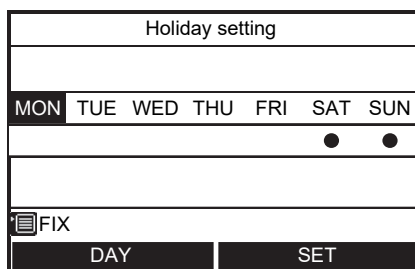 Holiday setting
MON TUE WED THU FRI SAT SUN
● ●
FIX
DAY SET